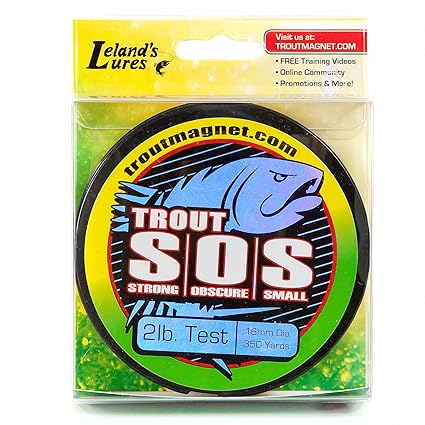 Leland's
Lures
Visit us at:
TROUTMAGNET.COM
• FREE Training Videos
• Online Community
• Promotions & More!
troutmagnet.com
TROUT
S|O|S
STRONG OBSCURE SMALL
2lb. Test
.16mm Dia.
350 Yards